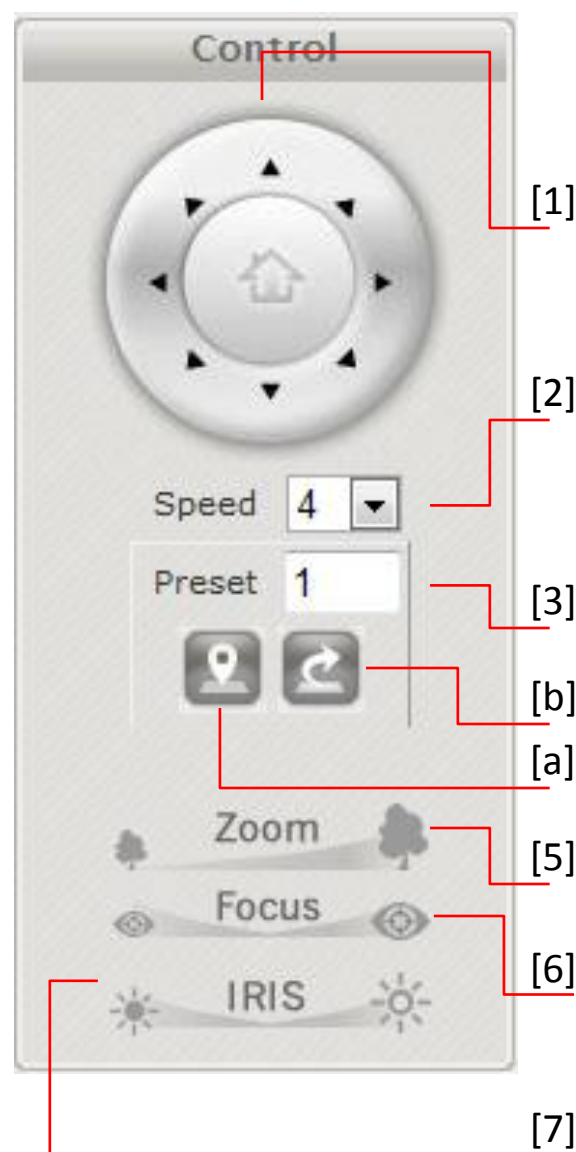 Control
[1]
[2]
Speed 4
Preset 1
[3]
[b]
[a]
Zoom
[5]
Focus
[6]
IRIS
[7]